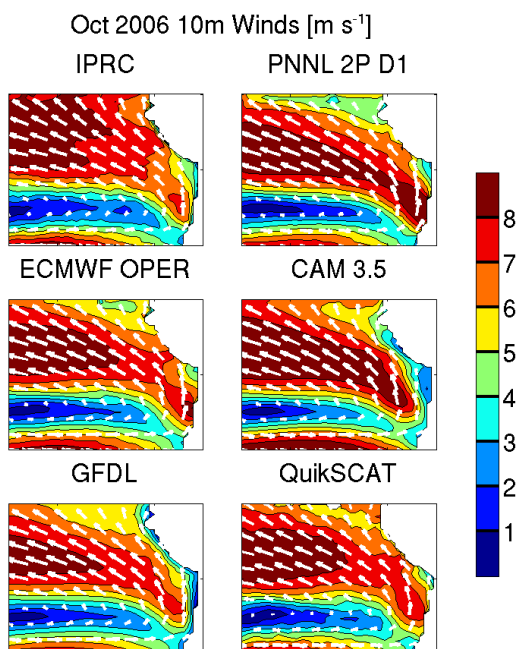 Oct 2006 10m Winds [m s⁻¹]
IPRC PNNL 2P D1
ECMWF OPER CAM 3.5
GFDL QuikSCAT
8
7
6
5
4
3
2
1